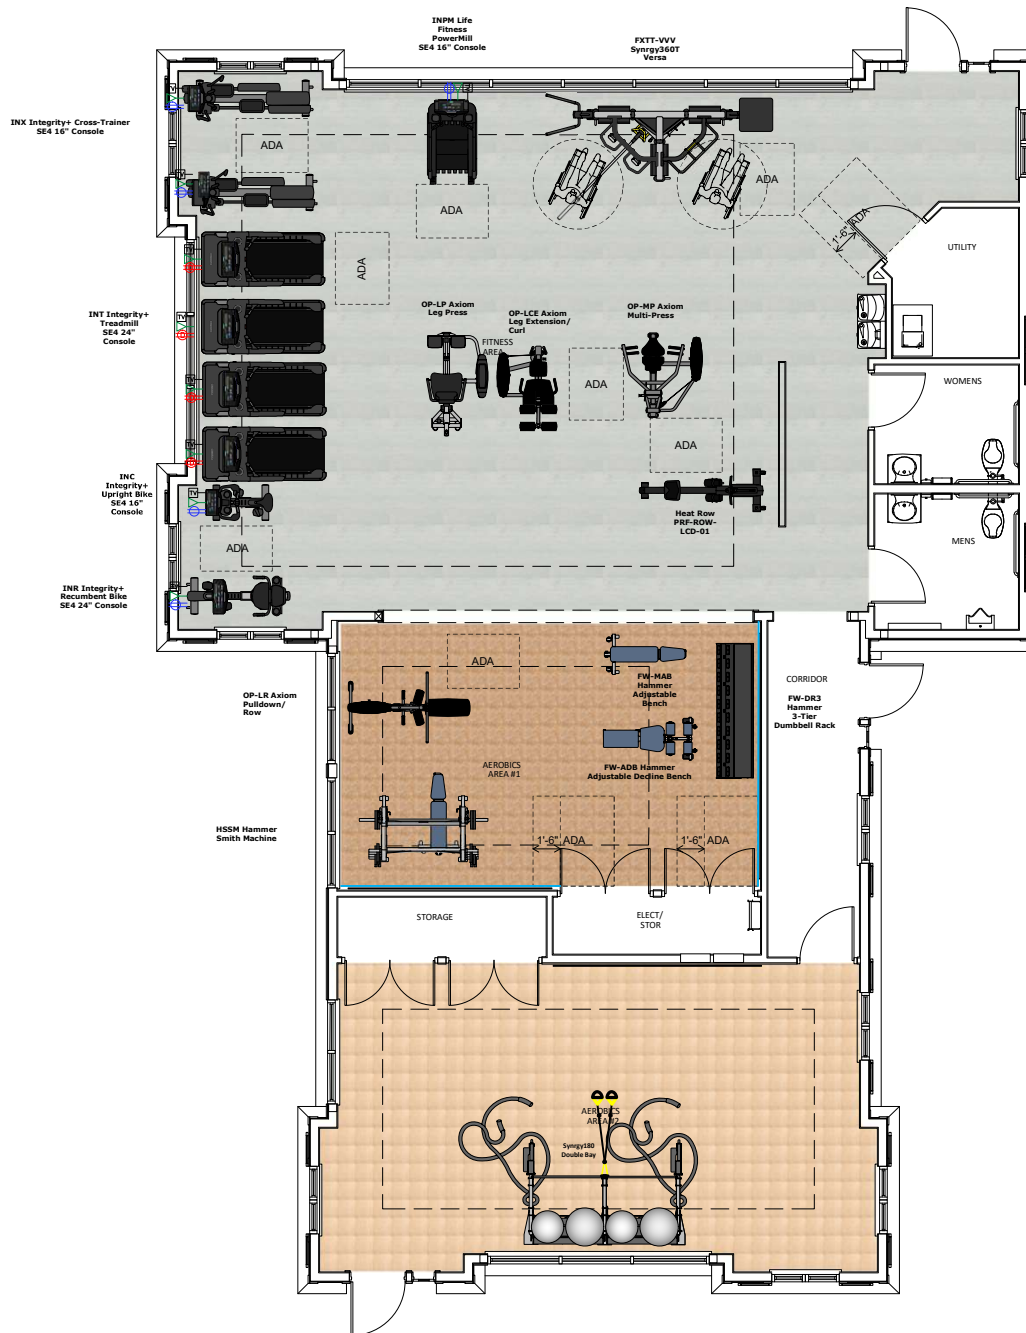 INPM Life
Fitness
PowerMill
SE4 16" Console
FXTT-VVV
Synrgy360T
Versa
INX Integrity+ Cross-Trainer
SE4 16" Console
ADA
ADA
ADA
1'-6" ADA
ADA
UTILITY
INT Integrity+
Treadmill
SE4 24"
Console
OP-LP Axiom
Leg Press
OP-LCE Axiom
Leg Extension/
Curl
OP-MP Axiom
Multi-Press
FITNESS
AREA
ADA
WOMENS
ADA
INC
Integrity+
Upright Bike
SE4 16"
Console
Heat Row
PRF-ROW-
LCD-01
MENS
ADA
INR Integrity+
Recumbent Bike
SE4 24" Console
ADA
OP-LR Axiom
Pulldown/
Row
FW-MAB
Hammer
Adjustable
Bench
CORRIDOR
FW-DR3
Hammer
3-Tier
Dumbbell Rack
AEROBICS
AREA #1
FW-ADB Hammer
Adjustable Decline Bench
HSSM Hammer
Smith Machine
1'-6" ADA
1'-6" ADA
STORAGE
ELECT/
STOR
AEROBICS
AREA #2
Synrgy180
Double Bay